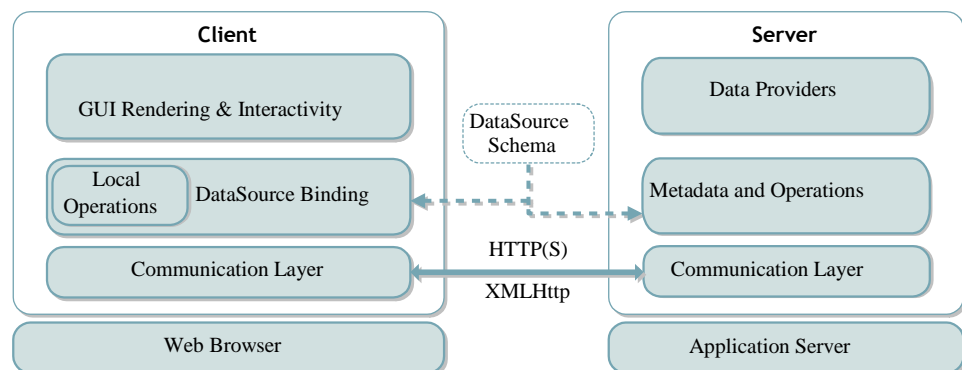 Client
GUI Rendering & Interactivity
Local
Operations
DataSource Binding
Communication Layer
Web Browser
DataSource
Schema
HTTP(S)
XMLHttp
Server
Data Providers
Metadata and Operations
Communication Layer
Application Server